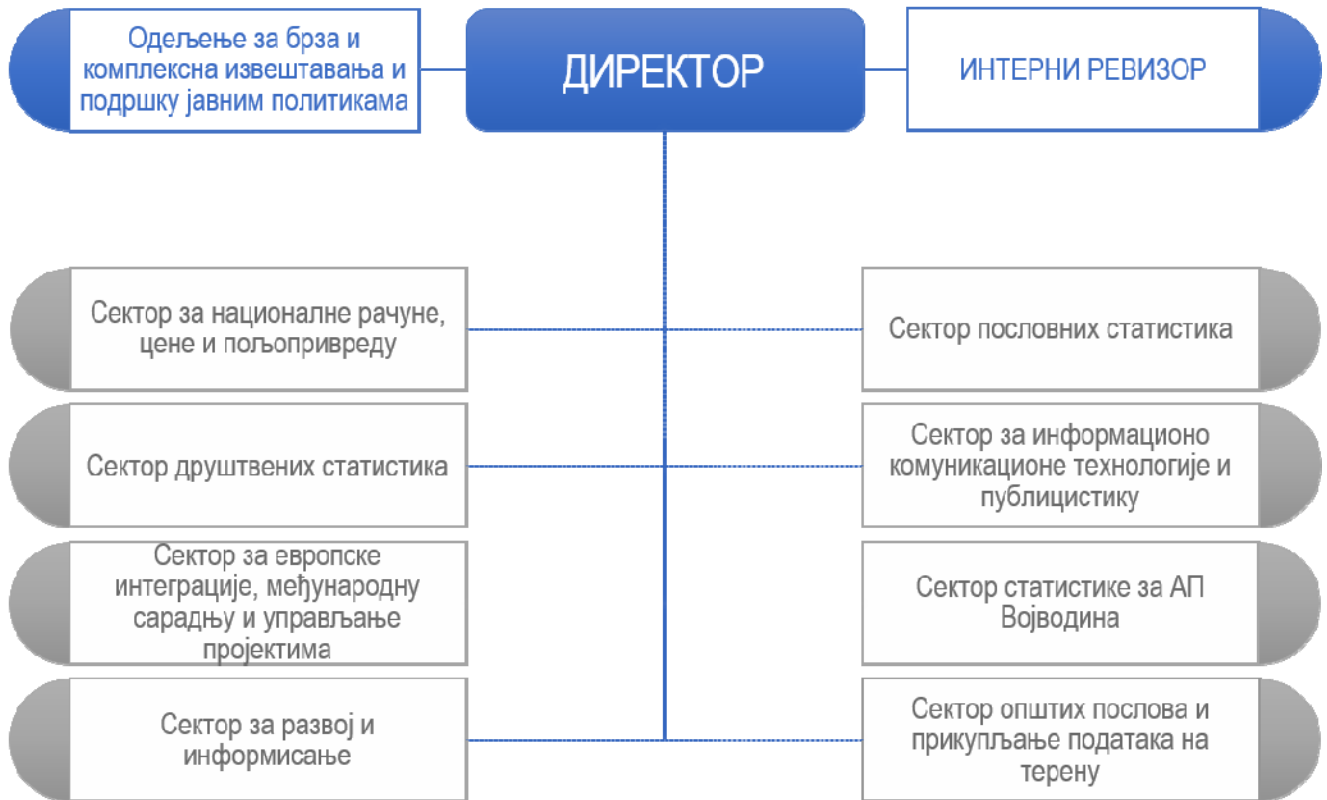 Одељење за брза и
комплексна извештавања и
подршку јавним политикама
ДИРЕКТОР
ИНТЕРНИ РЕВИЗОР
Сектор за националне рачуне,
цене и пољопривреду
Сектор пословних статистика
Сектор друштвених статистика
Сектор за информационо
комуникационе технологије и
публицистику
Сектор за европске
интеграције, међународну
сарадњу и управљање
пројектима
Сектор статистике за АП
Војводина
Сектор за развој и
информисање
Сектор општих послова и
прикупљање података на
терену